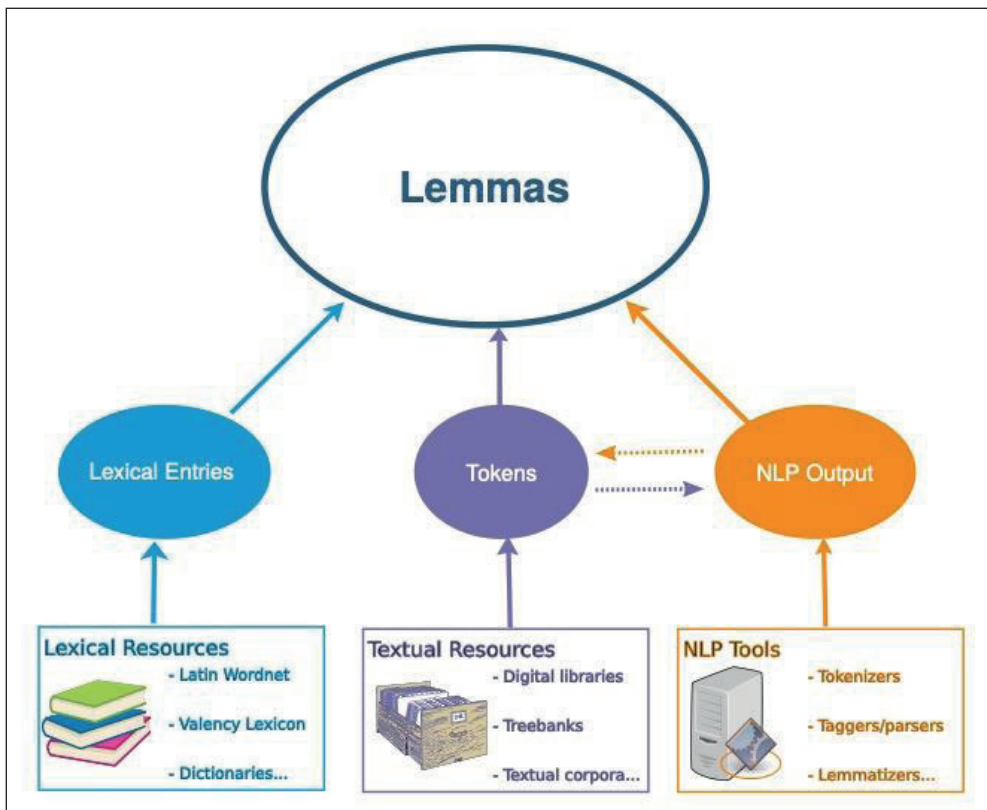 Lemmas
Lexical Entries
Tokens
NLP Output
Lexical Resources
- Latin Wordnet
- Valency Lexicon
- Dictionaries...
Textual Resources
- Digital libraries
- Treebanks
- Textual corpora...
NLP Tools
- Tokenizers
- Taggers/parsers
- Lemmatizers...